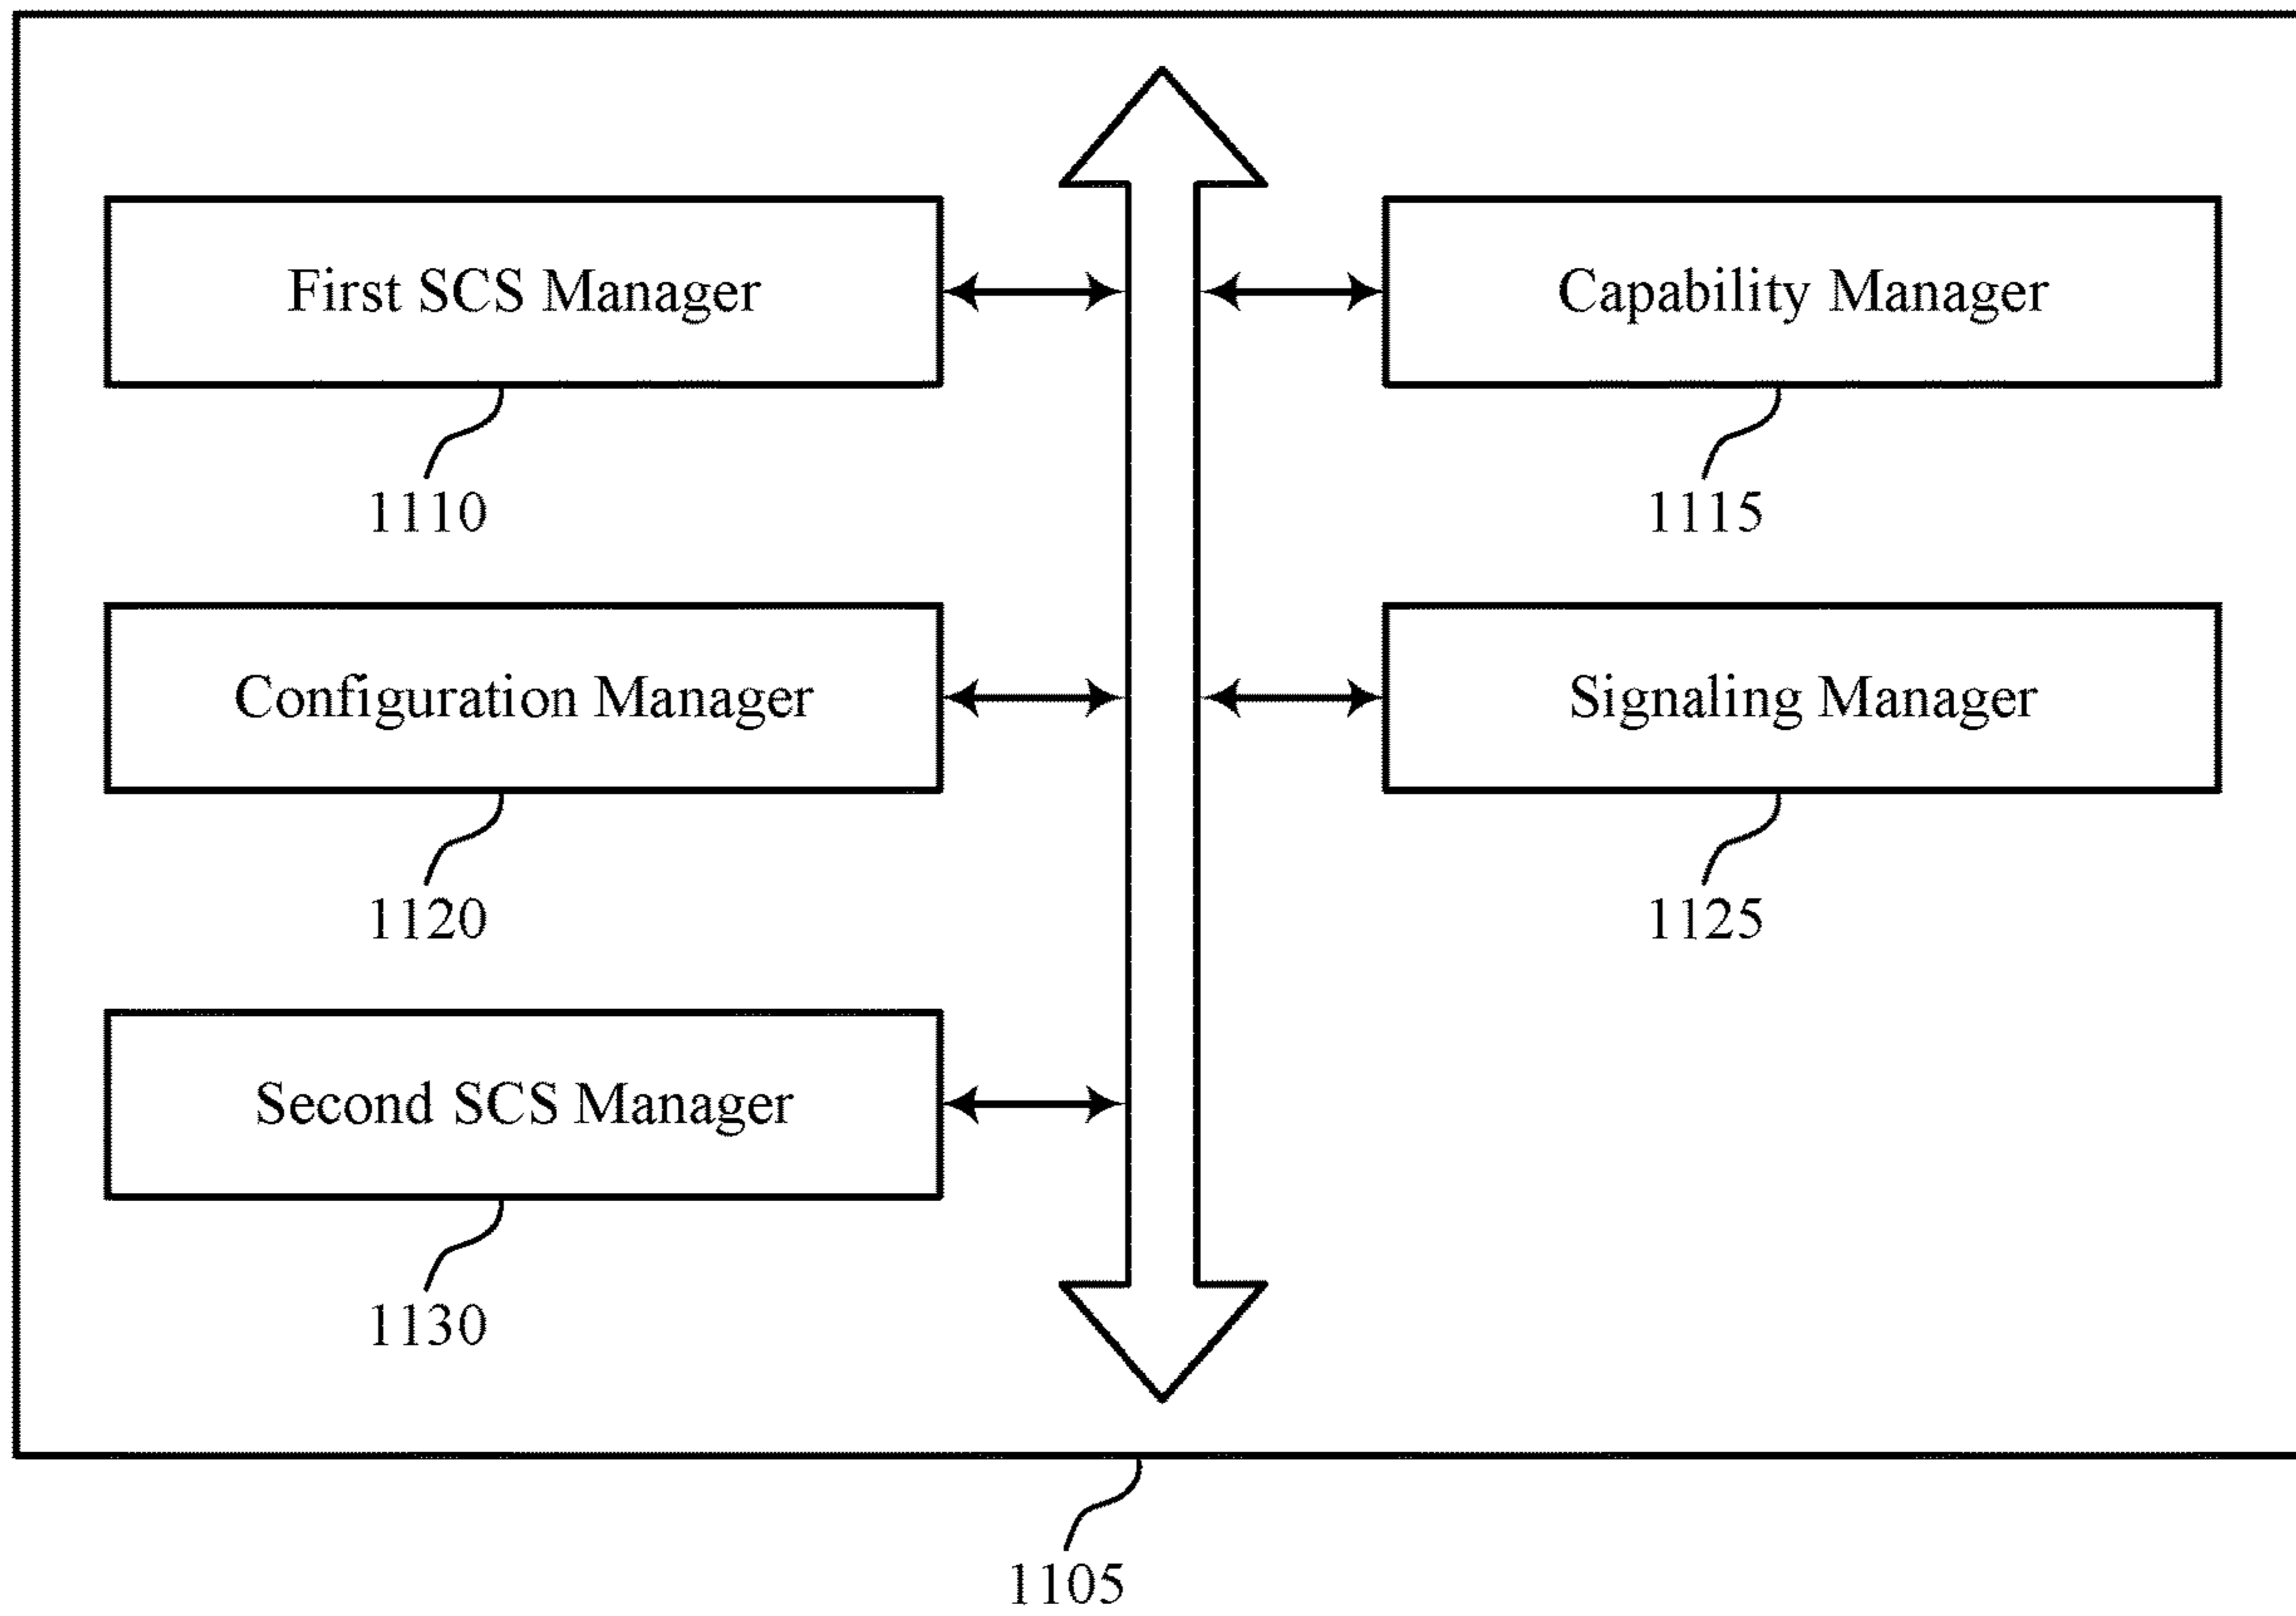 First SCS Manager
Capability Manager
1110
1115
Configuration Manager
Signaling Manager
1120
1125
Second SCS Manager
1130
1105